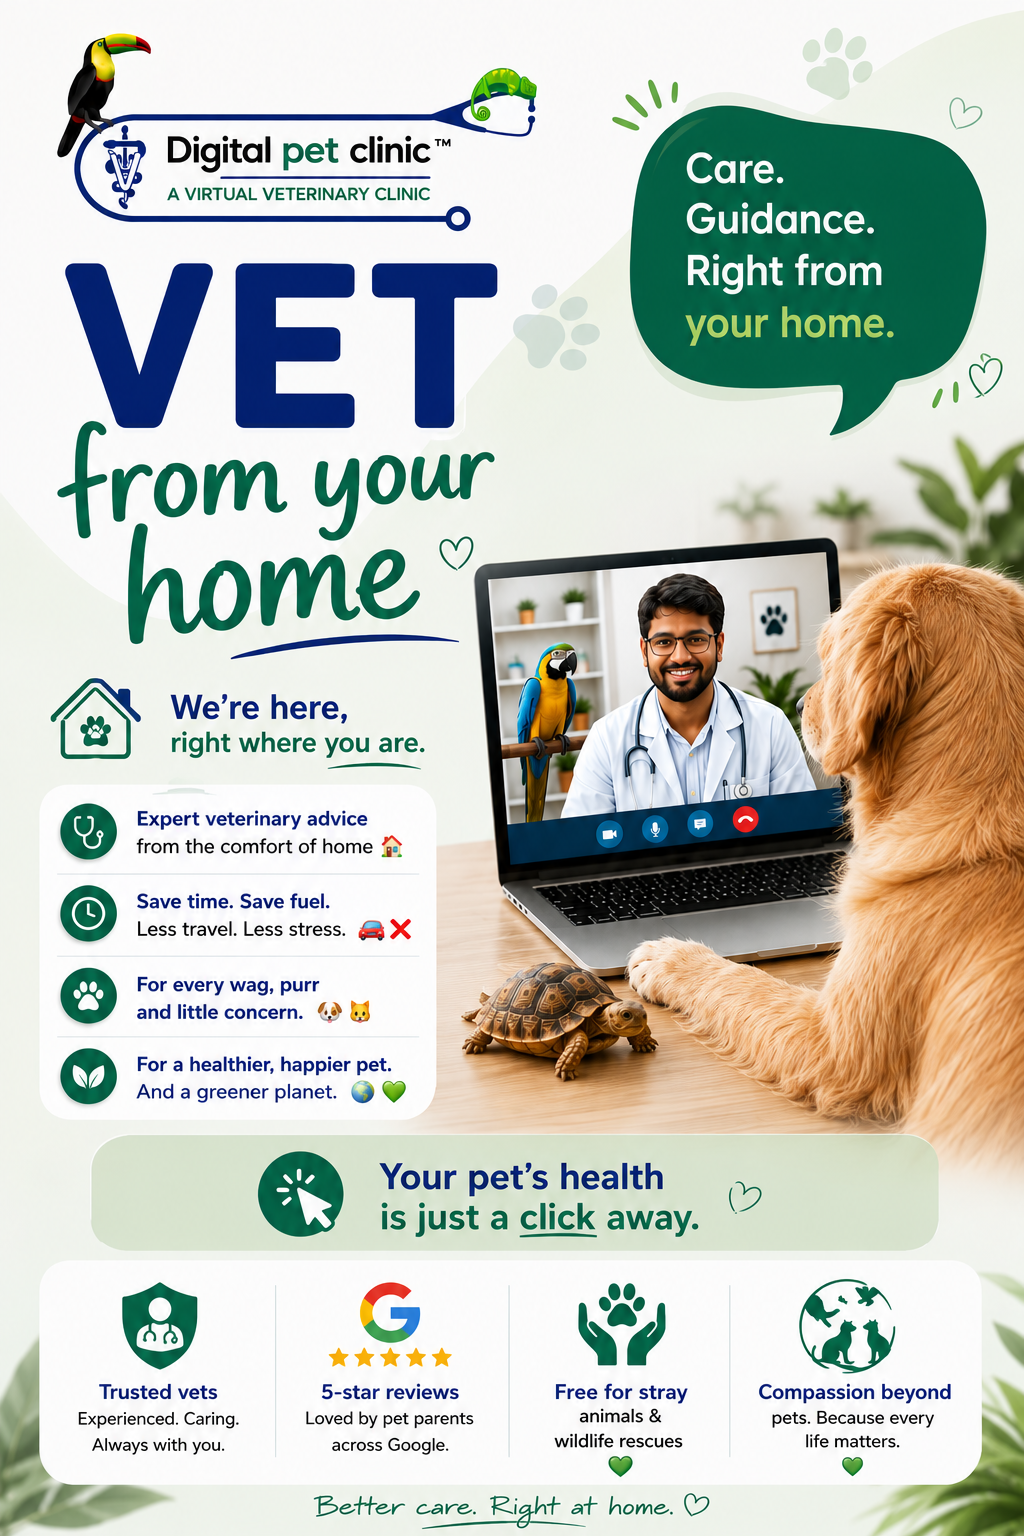 Digital pet clinic™
A VIRTUAL VETERINARY CLINIC
Care.
Guidance.
Right from
your home.
VET
from your
home
We're here,
right where you are.
Expert veterinary advice
from the comfort of home
Save time. Save fuel.
Less travel. Less stress.
For every wag, purr
and little concern.
For a healthier, happier pet.
And a greener planet.
Your pet's health
is just a click away.
Trusted vets
Experienced. Caring.
Always with you.
5-star reviews
Loved by pet parents
across Google.
Free for stray
animals &
wildlife rescues
Compassion beyond
pets. Because every
life matters.
Better care. Right at home.